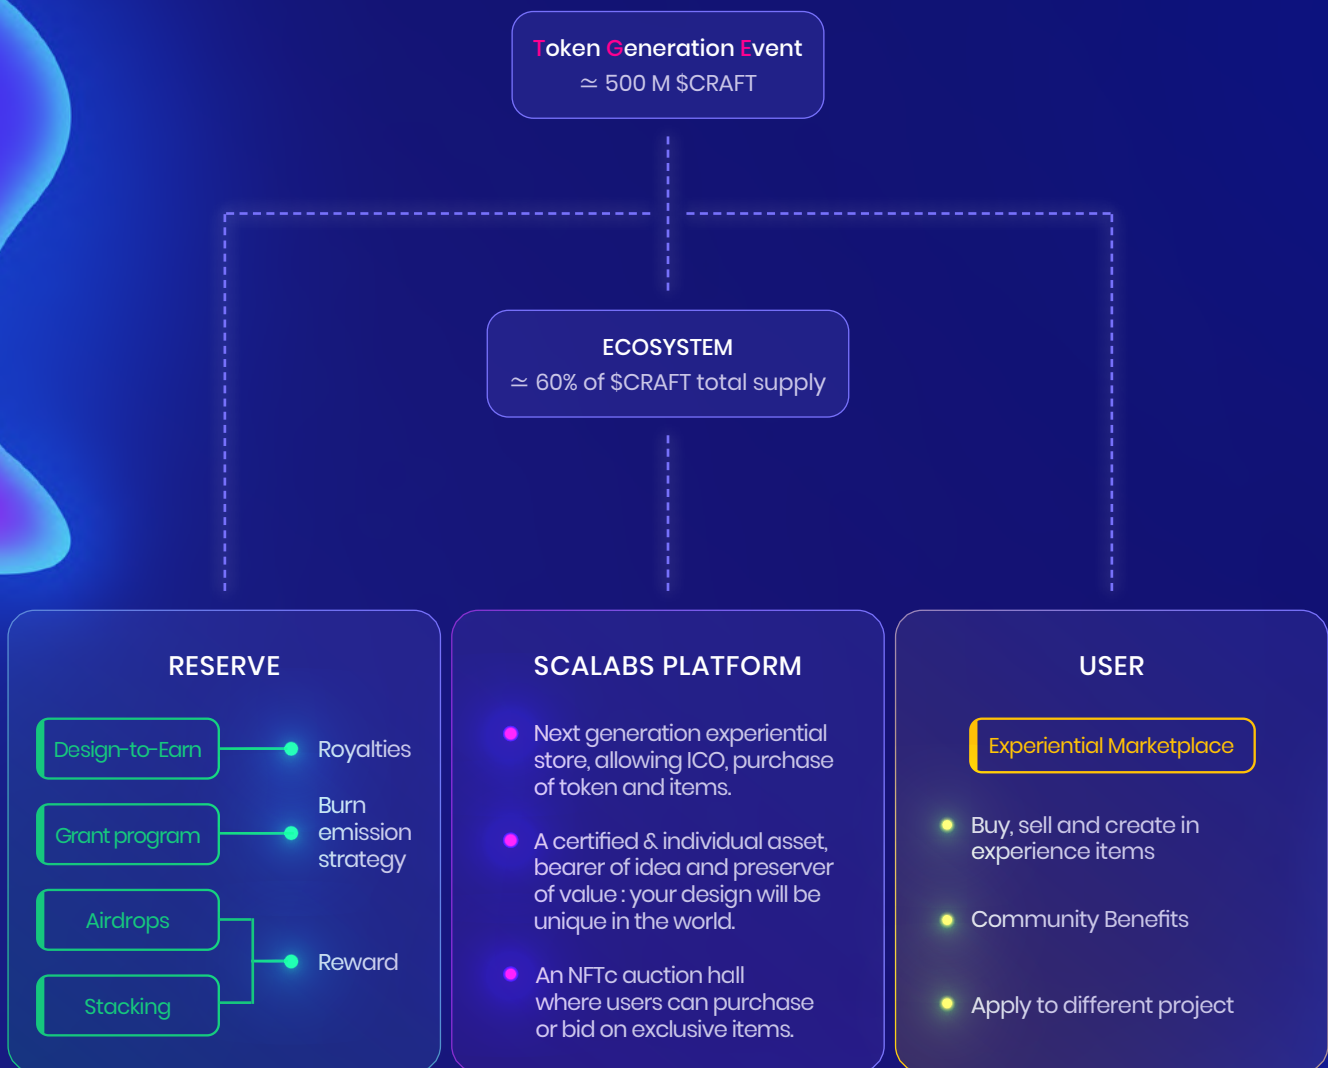 Token Generation Event
≃ 500 M $CRAFT
ECOSYSTEM
≃ 60% of $CRAFT total supply
RESERVE
Design-to-Earn
Royalties
Grant program
Burn
emission
strategy
Airdrops
Stacking
Reward
SCALABS PLATFORM
Next generation experiential
store, allowing ICO, purchase
of token and items.
A certified & individual asset,
bearer of idea and preserver
of value : your design will be
unique in the world.
An NFTc auction hall
where users can purchase
or bid on exclusive items.
USER
Experiential Marketplace
Buy, sell and create in
experience items
Community Benefits
Apply to different project